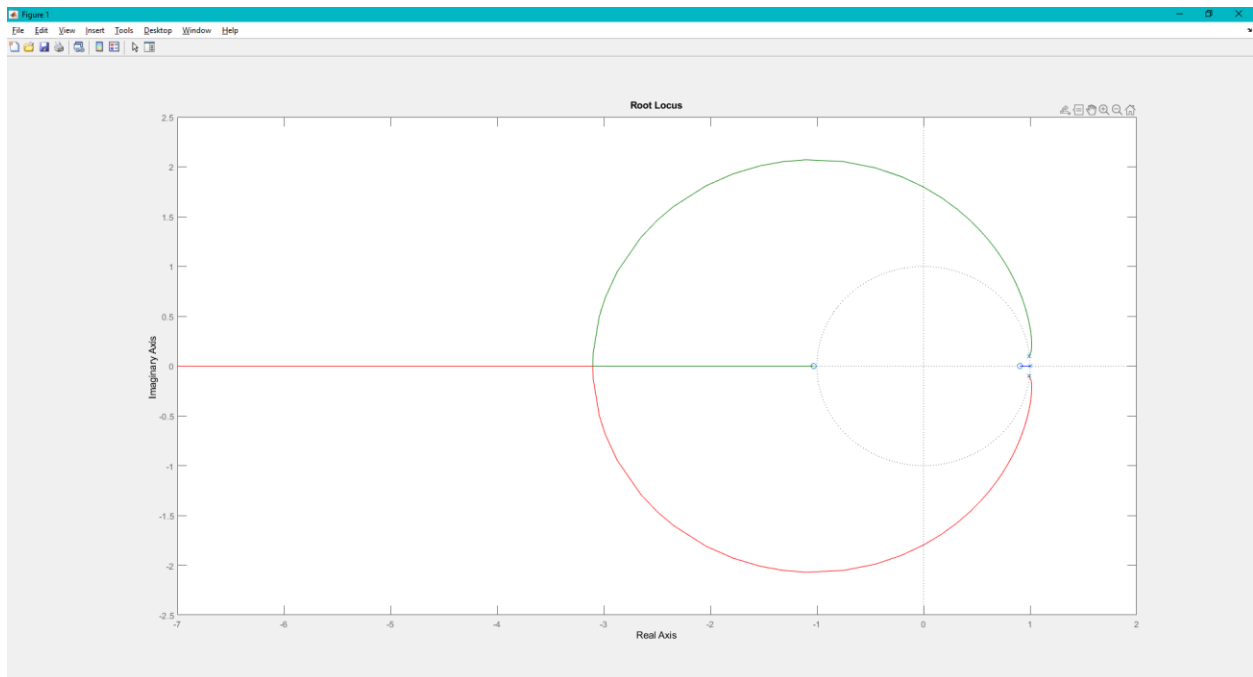 Figure 1
File Edit View Insert Tools Desktop Window Help
Root Locus
2.5
2
1.5
1
0.5
0
-0.5
-1
-1.5
-2
-2.5
Imaginary Axis
-7 -6 -5 -4 -3 -2 -1 0 1 2
Real Axis